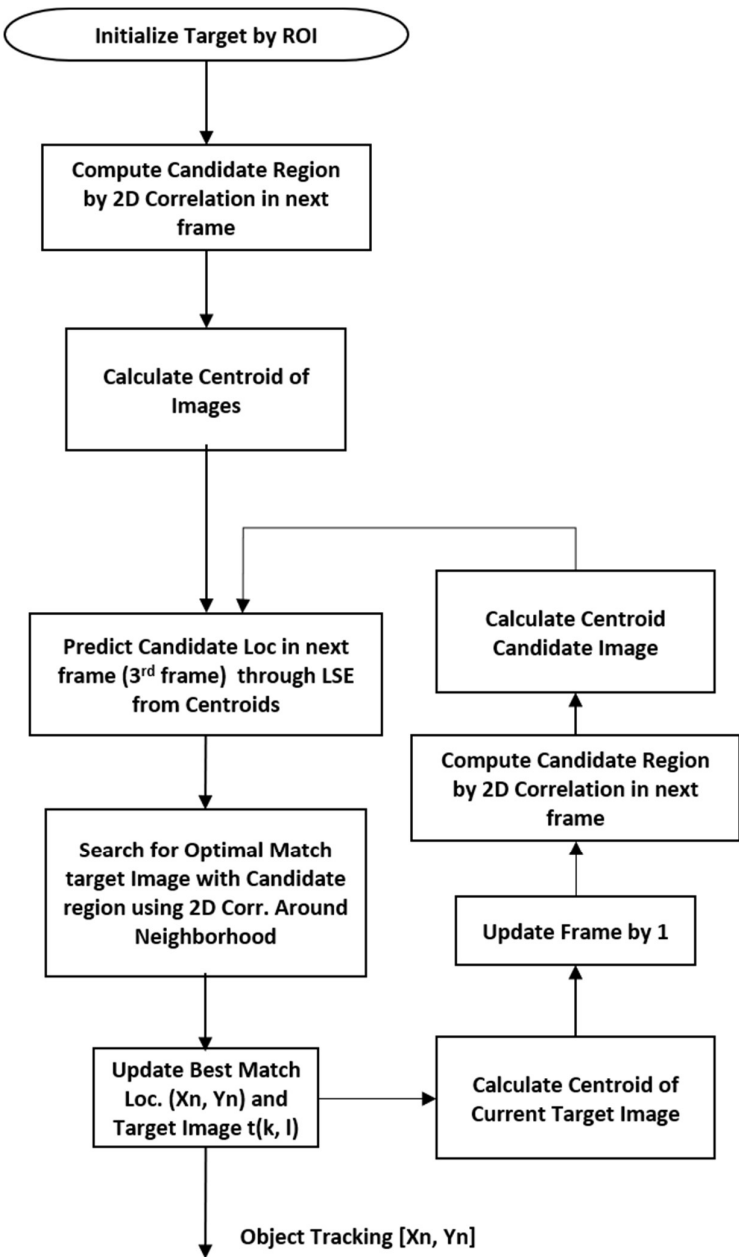 Initialize Target by ROI
Compute Candidate Region
by 2D Correlation in next
frame
Calculate Centroid of
Images
Predict Candidate Loc in next
frame (3rd frame) through LSE
from Centroids
Search for Optimal Match
target Image with Candidate
region using 2D Corr. Around
Neighborhood
Update Best Match
Loc. (Xn, Yn) and
Target Image t(k, l)
Calculate Centroid of
Current Target Image
Update Frame by 1
Compute Candidate Region
by 2D Correlation in next
frame
Calculate Centroid
Candidate Image
Object Tracking [Xn, Yn]